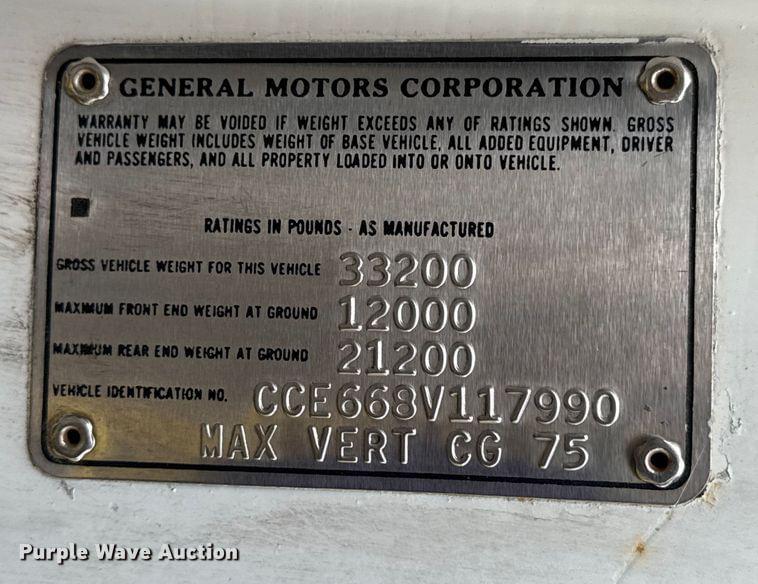 GENERAL MOTORS CORPORATION
WARRANTY MAY BE VOIDED IF WEIGHT EXCEEDS ANY OF RATINGS SHOWN. GROSS
VEHICLE WEIGHT INCLUDES WEIGHT OF BASE VEHICLE, ALL ADDED EQUIPMENT, DRIVER
AND PASSENGERS, AND ALL PROPERTY LOADED INTO OR ONTO VEHICLE.
RATINGS IN POUNDS - AS MANUFACTURED
GROSS VEHICLE WEIGHT FOR THIS VEHICLE 33200
MAXIMUM FRONT END WEIGHT AT GROUND 12000
MAXIMUM REAR END WEIGHT AT GROUND 21200
VEHICLE IDENTIFICATION NO. CCE668V117990
MAX VERT CG 75
Purple Wave Auction